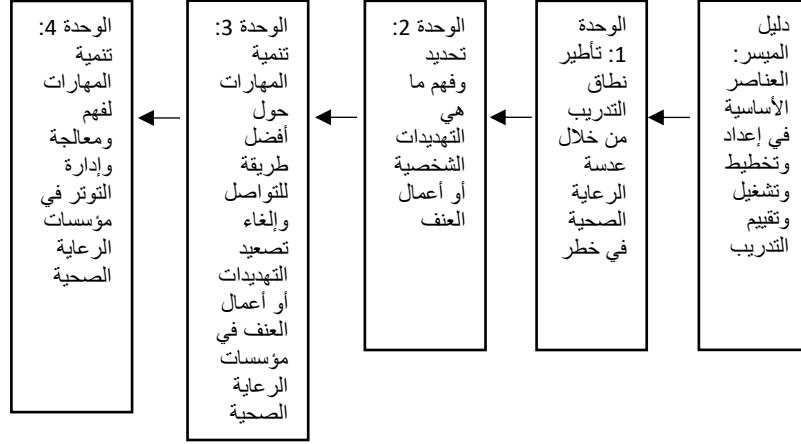 دليل
الميسر:
العناصر
الأساسية
في إعداد
وتخطيط
وتشغيل
وتقييم
التدريب
الوحدة
1: تأطير
نطاق
التدريب
من خلال
عدسة
الرعاية
الصحية
في خطر
الوحدة 2:
تحديد
وفهم ما
هي
التهديدات
الشخصية
أو أعمال
العنف
الوحدة 3:
تنمية
المهارات
حول
أفضل
طريقة
للتواصل
وإلغاء
تصعيد
التهديدات
أو أعمال
العنف في
مؤسسات
الرعاية
الصحية
الوحدة 4:
تنمية
المهارات
لفهم
ومعالجة
وإدارة
التوتر في
مؤسسات
الرعاية
الصحية